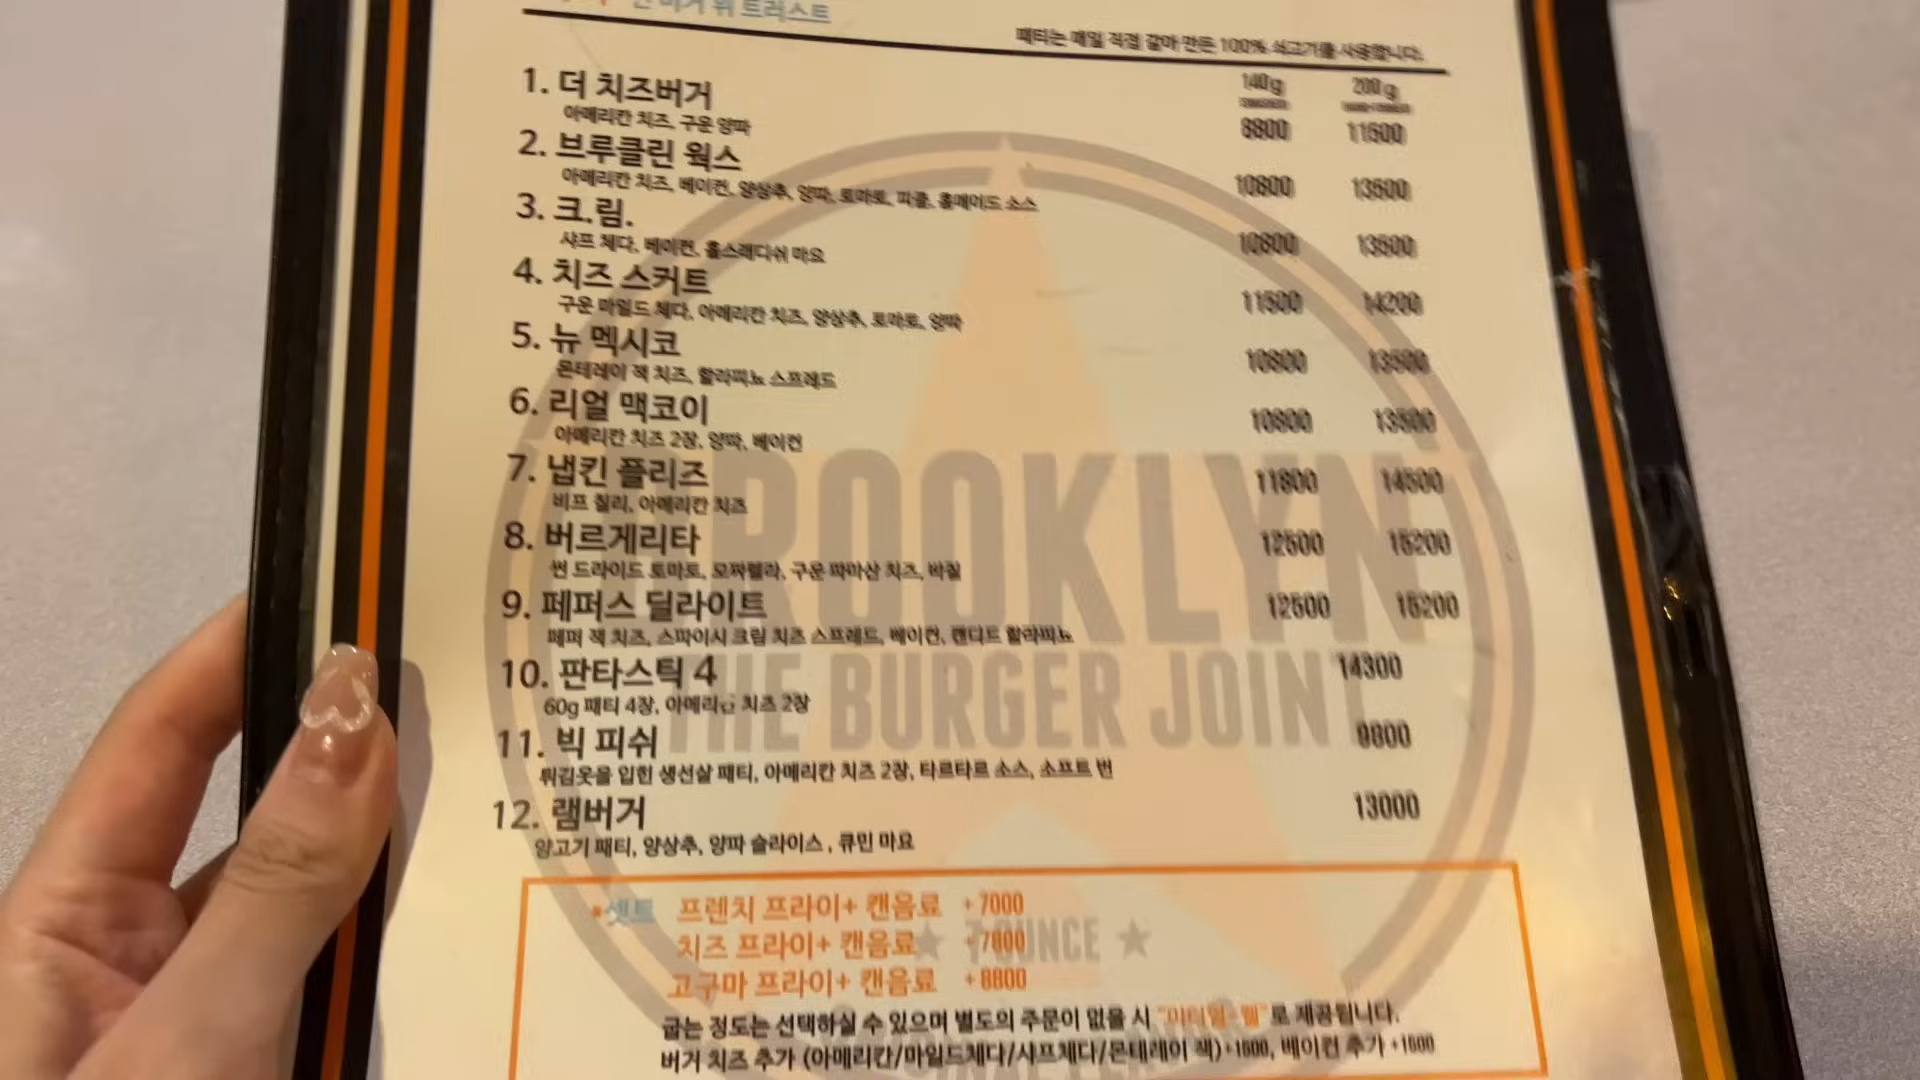 트러스트
패티는 매일 직접 갈아 만든 100% 쇠고기를 사용합니다.
140g 200g
1. 더 치즈버거 8800 11500
아메리칸 치즈, 구운 양파
2. 브루클린 웍스 10800 13500
아메리칸 치즈, 베이컨, 양상추, 양파, 토마토, 피클, 홈메이드 소스
3. 크.림. 10800 13500
샤프 체다, 베이컨, 홀스래디쉬 마요
4. 치즈 스커트 11500 14200
구운 마일드 체다, 아메리칸 치즈, 양상추, 토마토, 양파
5. 뉴 멕시코 10800 13500
몬테레이 잭 치즈, 할라피뇨 스프레드
6. 리얼 맥코이 10800 13500
아메리칸 치즈 2장, 양파, 베이컨
7. 냅킨 플리즈 11800 14500
비프 칠리, 아메리칸 치즈
8. 버르게리타 12500 15200
썬 드라이드 토마토, 모짜렐라, 구운 파마산 치즈, 바질
9. 페퍼스 딜라이트 12500 15200
페퍼 잭 치즈, 스파이시 크림 치즈 스프레드, 베이컨, 캔디드 할라피뇨
10. 판타스틱 4 14300
60g 패티 4장, 아메리칸 치즈 2장
11. 빅 피쉬 9800
튀김옷을 입힌 생선살 패티, 아메리칸 치즈 2장, 타르타르 소스, 소프트 번
12. 램버거 13000
양고기 패티, 양상추, 양파 슬라이스, 큐민 마요
ROOKLYN
THE BURGER JOINT
*셋트 프렌치 프라이+ 캔음료 +7000
치즈 프라이+ 캔음료 +7800
고구마 프라이+ 캔음료 +8800
7 OUNCE
굽는 정도는 선택하실 수 있으며 별도의 주문이 없을 시 "미디엄-웰"로 제공됩니다.
버거 치즈 추가 (아메리칸/마일드체다/샤프체다/몬테레이 잭)+1500, 베이컨 추가 +1500